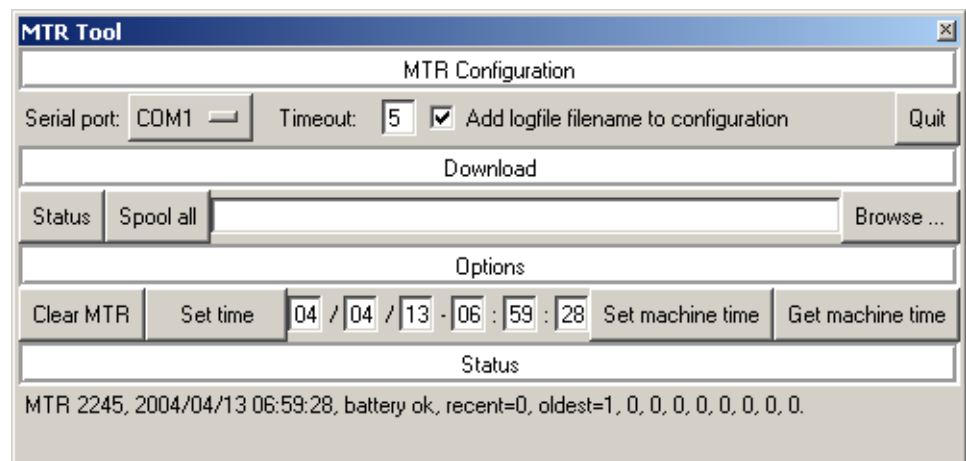 MTR Tool
MTR Configuration
Serial port: COM1 Timeout: 5 Add logfile filename to configuration Quit
Download
Status Spool all Browse ...
Options
Clear MTR Set time 04 / 04 / 13 - 06 : 59 : 28 Set machine time Get machine time
Status
MTR 2245, 2004/04/13 06:59:28, battery ok, recent=0, oldest=1, 0, 0, 0, 0, 0, 0, 0, 0.